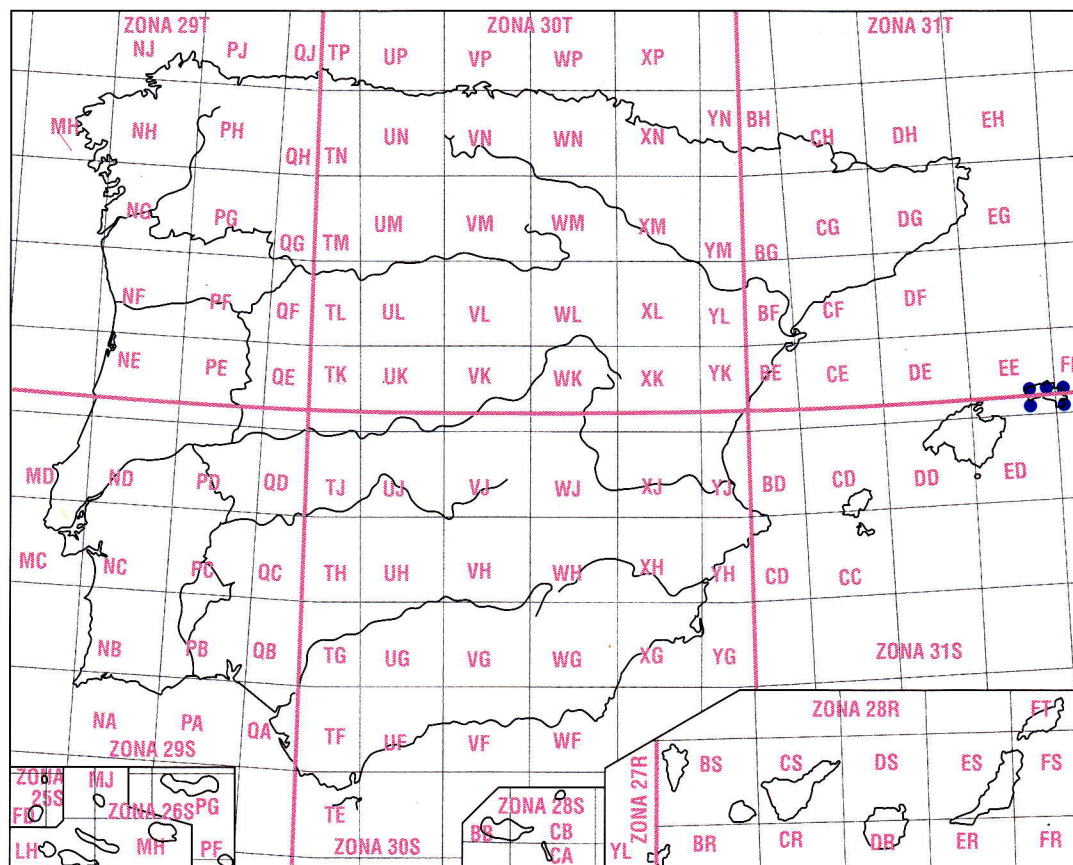 ZONA 29T ZONA 30T ZONA 31T
NJ PJ QJ TP UP VP WP XP
MH NH PH QH TN UN VN WN XN YN BH CH DH EH
NG PG QG TM UM VM WM XM YM BG CG DG EG
NF PF QF TL UL VL WL XL YL BF CF DF
NE PE QE TK UK VK WK XK YK BE CE DE EE
MD ND PD QD TJ UJ VJ WJ XJ YJ BD CD DD ED
MC NC PC QC TH UH VH WH XH YH CD CC
NB PB QB TG UG VG WG XG YG ZONA 31S
NA PA QA TF UF VF WF
ZONA 29S
TE
ZONA 30S
ZONA 25S
FD
MJ
ZONA 26S
PG
LH MH PF
ZONA 28S
BB CB
CA
ZONA 28R
ET
ZONA 27R
BS CS DS ES FS
YL BR CR DR ER FR